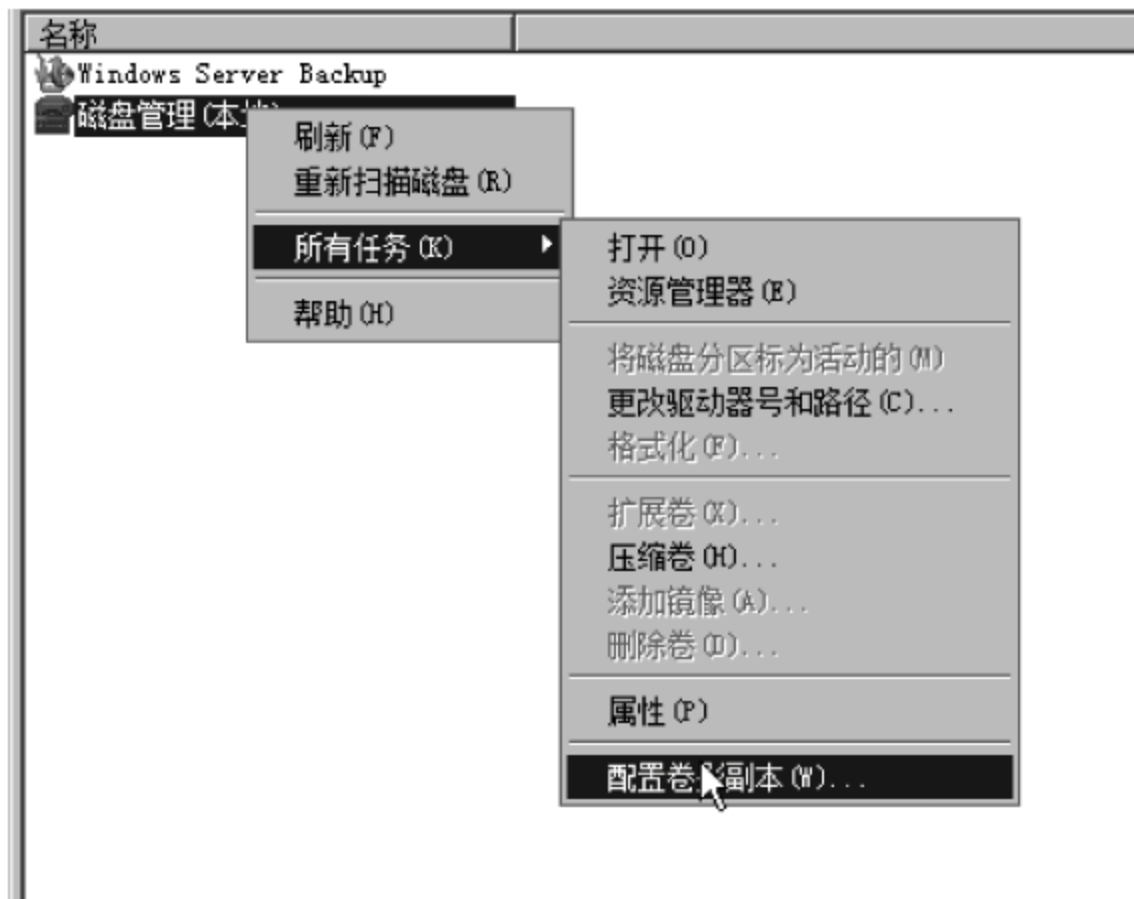 名称
Windows Server Backup
磁盘管理(本
刷新(F)
重新扫描磁盘(R)
所有任务(K)
帮助(H)
打开(O)
资源管理器(E)
将磁盘分区标为活动的(M)
更改驱动器号和路径(C)...
格式化(F)...
扩展卷(X)...
压缩卷(H)...
添加镜像(A)...
删除卷(D)...
属性(P)
配置卷影副本(W)...